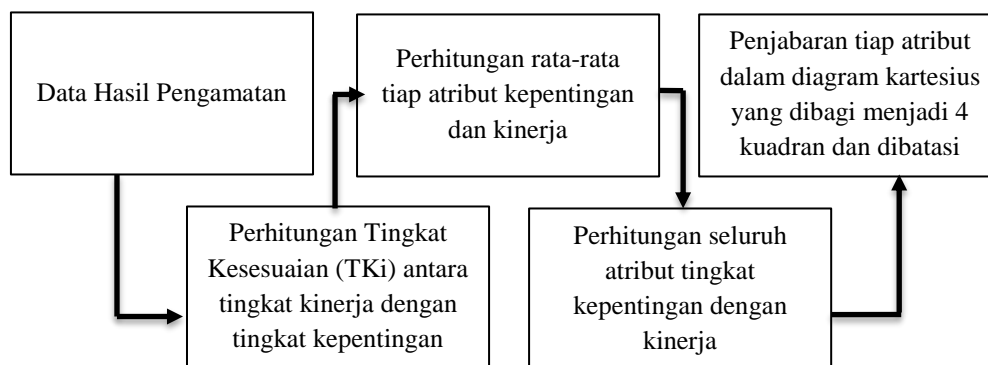 Data Hasil Pengamatan
Perhitungan Tingkat
Kesesuaian (TKi) antara
tingkat kinerja dengan
tingkat kepentingan
Perhitungan rata-rata
tiap atribut kepentingan
dan kinerja
Perhitungan seluruh
atribut tingkat
kepentingan dengan
kinerja
Penjabaran tiap atribut
dalam diagram kartesius
yang dibagi menjadi 4
kuadran dan dibatasi